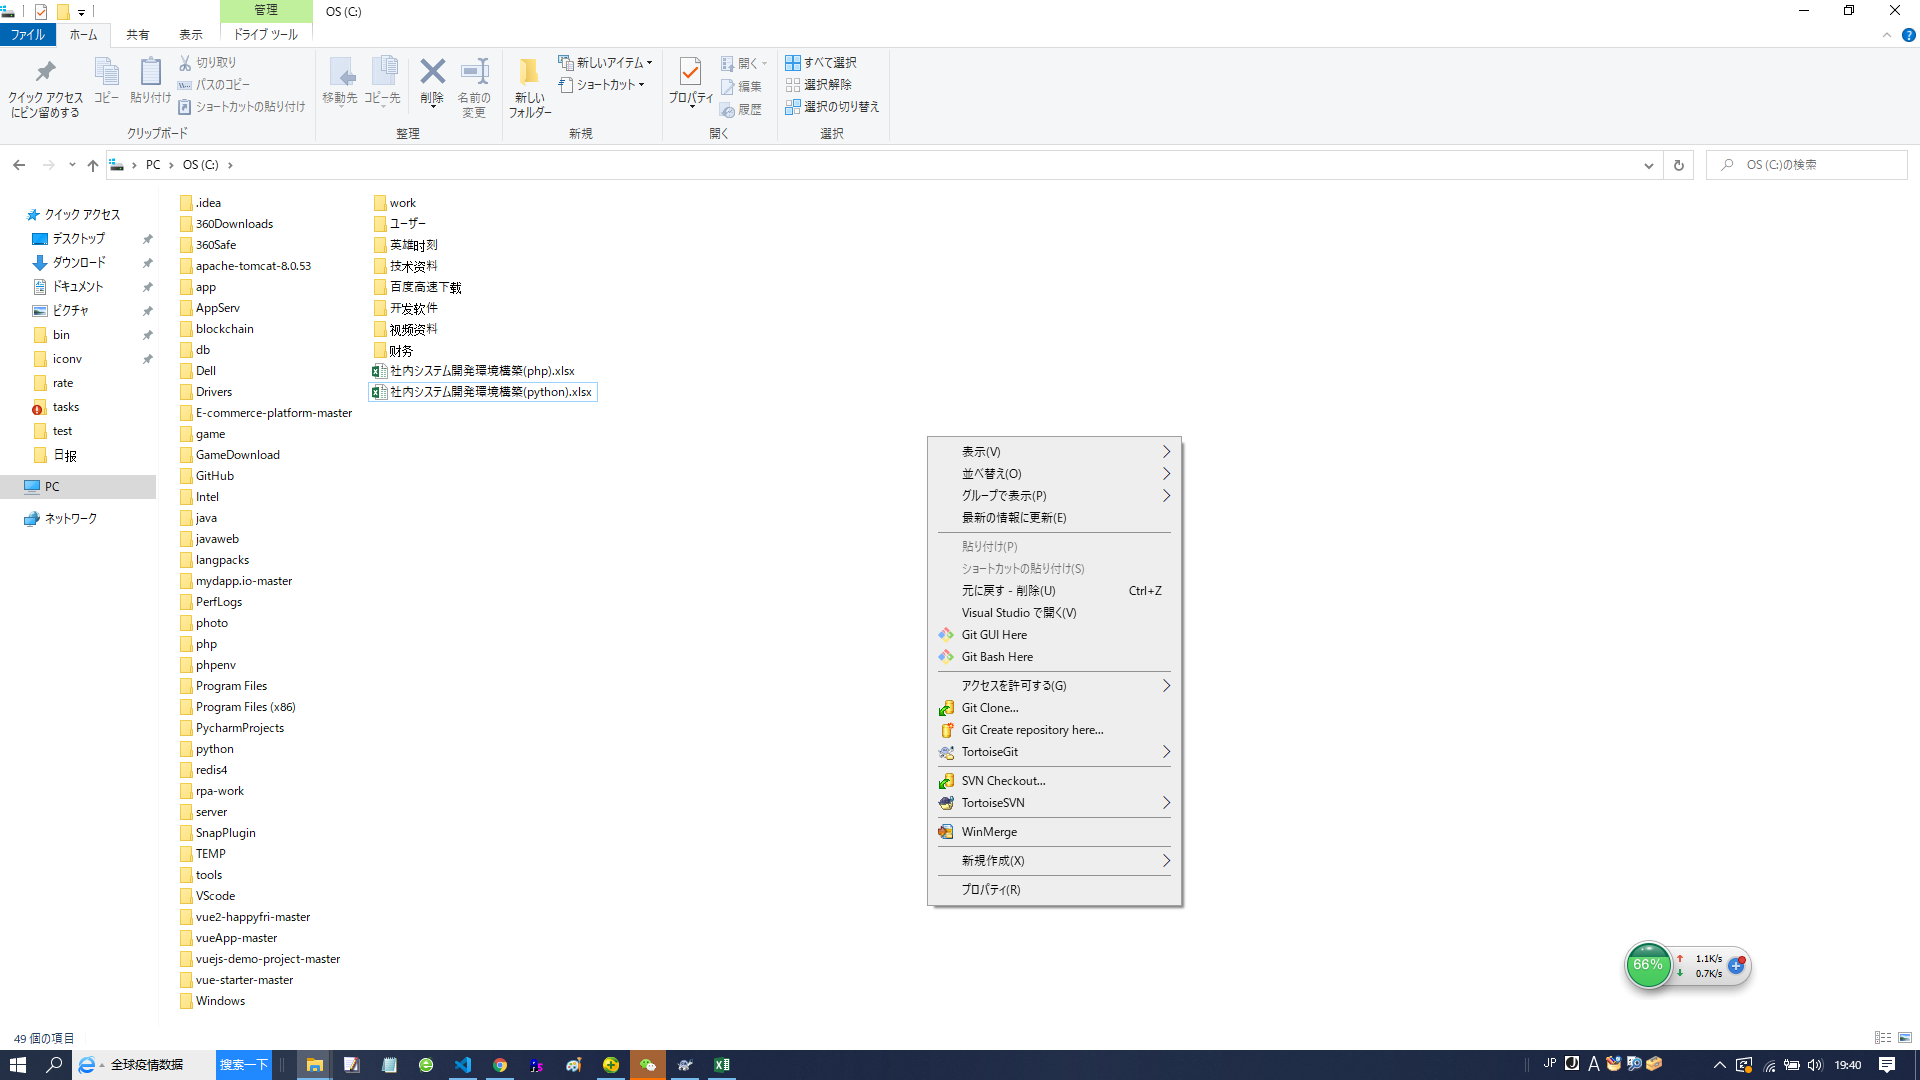 管理
OS (C:)
ファイル
ホーム
共有
表示
ドライブ ツール
クイック アクセス
にピン留めする
コピー
貼り付け
切り取り
パスのコピー
ショートカットの貼り付け
クリップボード
移動先
コピー先
削除
名前の
変更
整理
新しい
フォルダー
新しいアイテム
ショートカット
新規
プロパティ
開く
編集
履歴
開く
すべて選択
選択解除
選択の切り替え
選択
PC
OS (C:)
OS (C:)の検索
クイック アクセス
デスクトップ
ダウンロード
ドキュメント
ピクチャ
bin
iconv
rate
tasks
test
日报
PC
ネットワーク
.idea
360Downloads
360Safe
apache-tomcat-8.0.53
app
AppServ
blockchain
db
Dell
Drivers
E-commerce-platform-master
game
GameDownload
GitHub
Intel
java
javaweb
langpacks
mydapp.io-master
PerfLogs
photo
php
phpenv
Program Files
Program Files (x86)
PycharmProjects
python
redis4
rpa-work
server
SnapPlugin
TEMP
tools
VScode
vue2-happyfri-master
vueApp-master
vuejs-demo-project-master
vue-starter-master
Windows
work
ユーザー
英雄时刻
技术资料
百度高速下载
开发软件
视频资料
财务
社内システム開発環境構築(php).xlsx
社内システム開発環境構築(python).xlsx
表示(V)
並べ替え(O)
グループで表示(P)
最新の情報に更新(E)
貼り付け(P)
ショートカットの貼り付け(S)
元に戻す - 削除(U) Ctrl+Z
Visual Studio で開く(V)
Git GUI Here
Git Bash Here
アクセスを許可する(G)
Git Clone...
Git Create repository here...
TortoiseGit
SVN Checkout...
TortoiseSVN
WinMerge
新規作成(X)
プロパティ(R)
66%
1.1K/s
0.7K/s
49 個の項目
全球疫情数据
搜索一下
JP
A
19:40